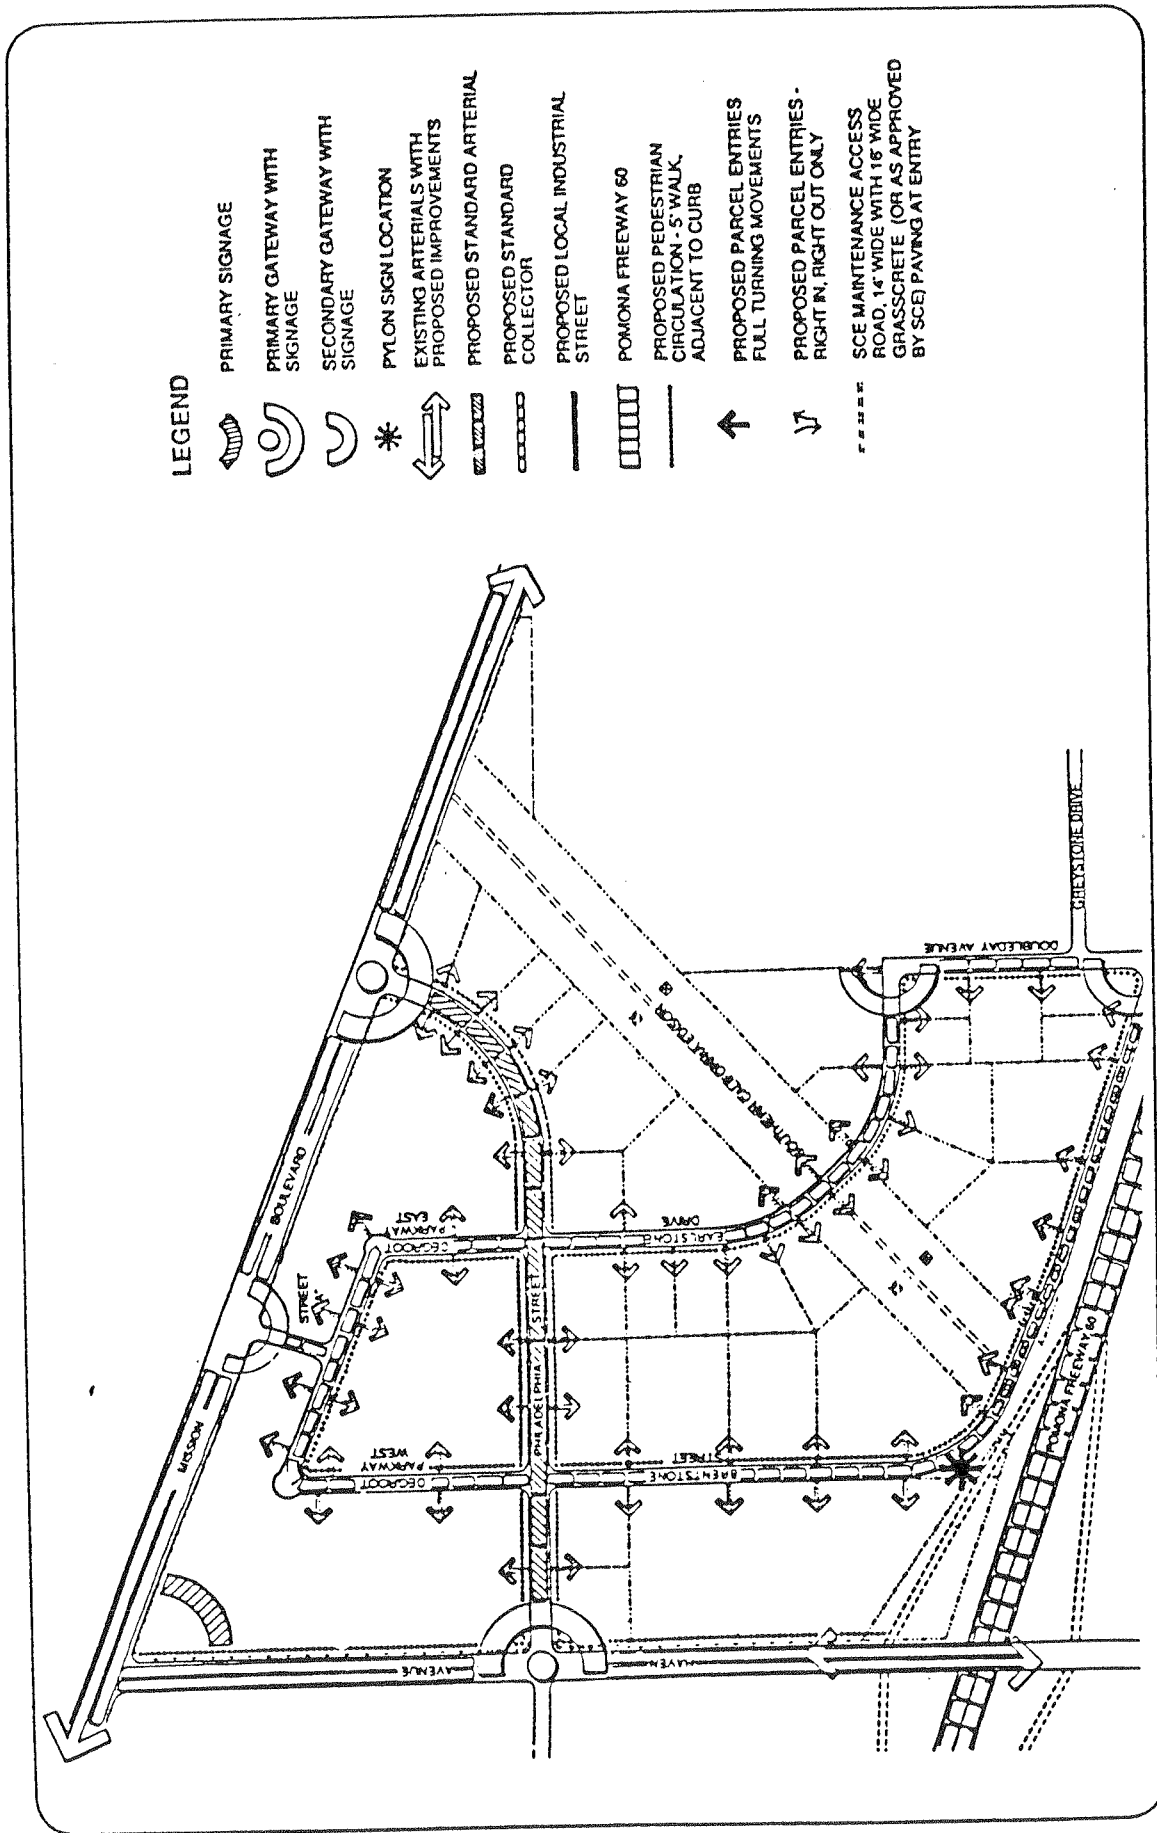 LEGEND
PRIMARY SIGNAGE
PRIMARY GATEWAY WITH
SIGNAGE
SECONDARY GATEWAY WITH
SIGNAGE
PYLON SIGN LOCATION
EXISTING ARTERIALS WITH
PROPOSED IMPROVEMENTS
PROPOSED STANDARD ARTERIAL
PROPOSED STANDARD
COLLECTOR
PROPOSED LOCAL INDUSTRIAL
STREET
POMONA FREEWAY 60
PROPOSED PEDESTRIAN
CIRCULATION - 5' WALK,
ADJACENT TO CURB
PROPOSED PARCEL ENTRIES
FULL TURNING MOVEMENTS
PROPOSED PARCEL ENTRIES -
RIGHT IN, RIGHT OUT ONLY
SCE MAINTENANCE ACCESS
ROAD, 14' WIDE WITH 16' WIDE
GRASSCRETE (OR AS APPROVED
BY SCE) PAVING AT ENTRY
MISSION
BOULEVARD
STREET
"A"
DEGROOT
PARKWAY
WEST
DEGROOT
PARKWAY
EAST
PHILADELPHIA
STREET
HAVEN
AVENUE
BRENTSTONE
STREET
EARLSTONE
DRIVE
SOUTHERN CALIFORNIA EDISON
DOUBLEDAY AVENUE
GREYSTONE DRIVE
POMONA FREEWAY 60